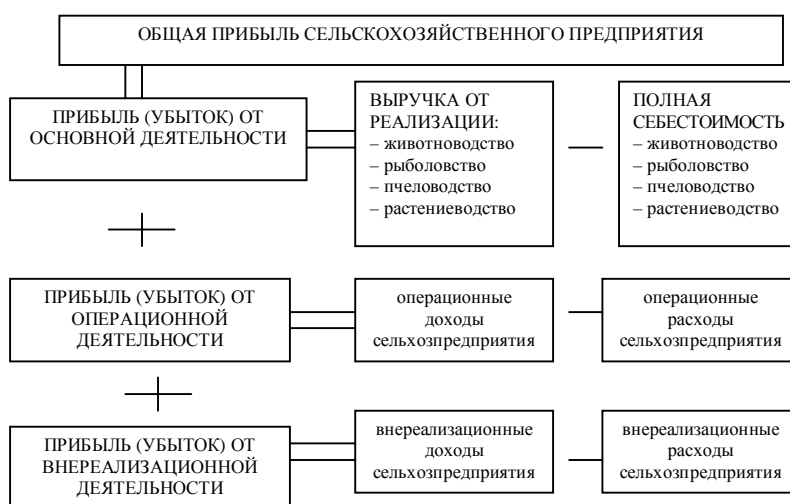 ОБЩАЯ ПРИБЫЛЬ СЕЛЬСКОХОЗЯЙСТВЕННОГО ПРЕДПРИЯТИЯ
ПРИБЫЛЬ (УБЫТОК) ОТ
ОСНОВНОЙ ДЕЯТЕЛЬНОСТИ
ВЫРУЧКА ОТ
РЕАЛИЗАЦИИ:
– животноводство
– рыболовство
– пчеловодство
– растениеводство
ПОЛНАЯ
СЕБЕСТОИМОСТЬ
– животноводство
– рыболовство
– пчеловодство
– растениеводство
ПРИБЫЛЬ (УБЫТОК) ОТ
ОПЕРАЦИОННОЙ
ДЕЯТЕЛЬНОСТИ
операционные
доходы
сельхозпредприятия
операционные
расходы
сельхозпредприятия
ПРИБЫЛЬ (УБЫТОК) ОТ
ВНЕРЕАЛИЗАЦИОННОЙ
ДЕЯТЕЛЬНОСТИ
внереализационные
доходы
сельхозпредприятия
внереализационные
расходы
сельхозпредприятия